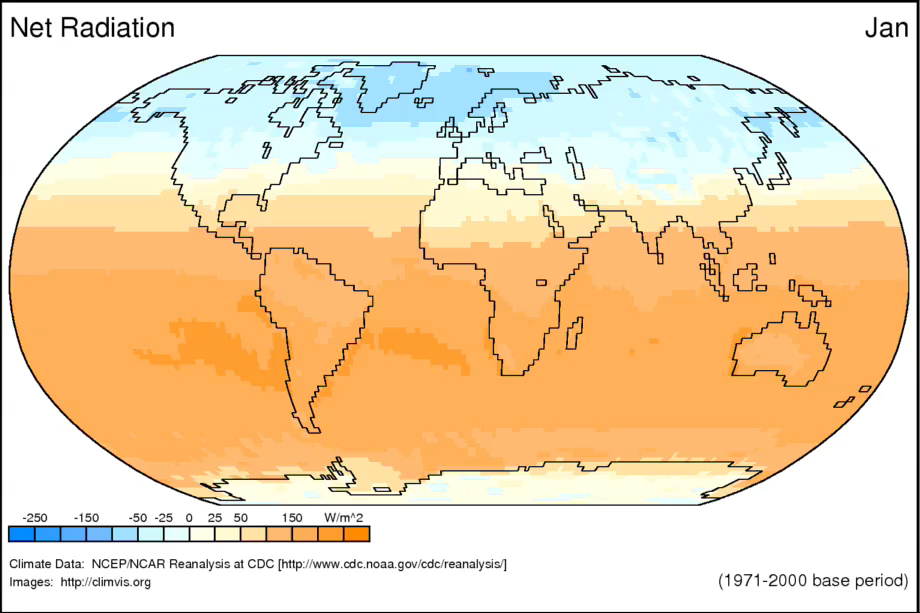 Net Radiation
Jan
-250 -150 -50 -25 0 25 50 150 W/m^2
Climate Data: NCEP/NCAR Reanalysis at CDC [http://www.cdc.noaa.gov/cdc/reanalysis/]
Images: http://climvis.org
(1971-2000 base period)